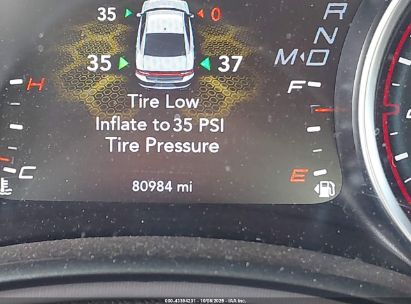 35 0 R
N
35 37 M D
H Tire Low F
Inflate to 35 PSI
Tire Pressure
C E
80984 mi